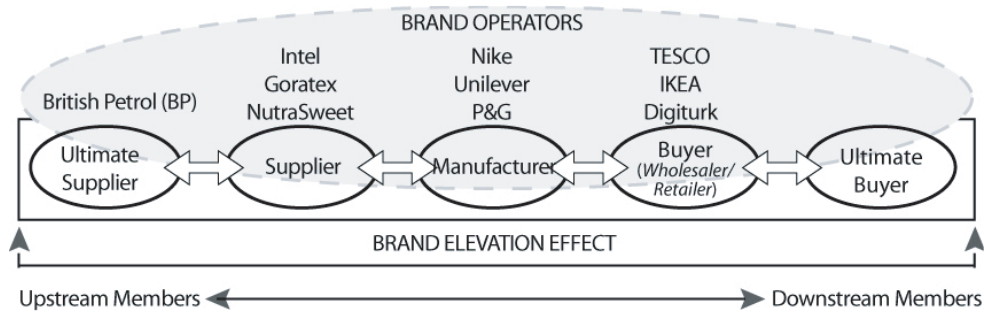 BRAND OPERATORS
Intel
Goratex
NutraSweet
Nike
Unilever
P&G
TESCO
IKEA
Digiturk
British Petrol (BP)
Ultimate
Supplier
Supplier
Manufacturer
Buyer
(Wholesaler/
Retailer)
Ultimate
Buyer
BRAND ELEVATION EFFECT
Upstream Members
Downstream Members